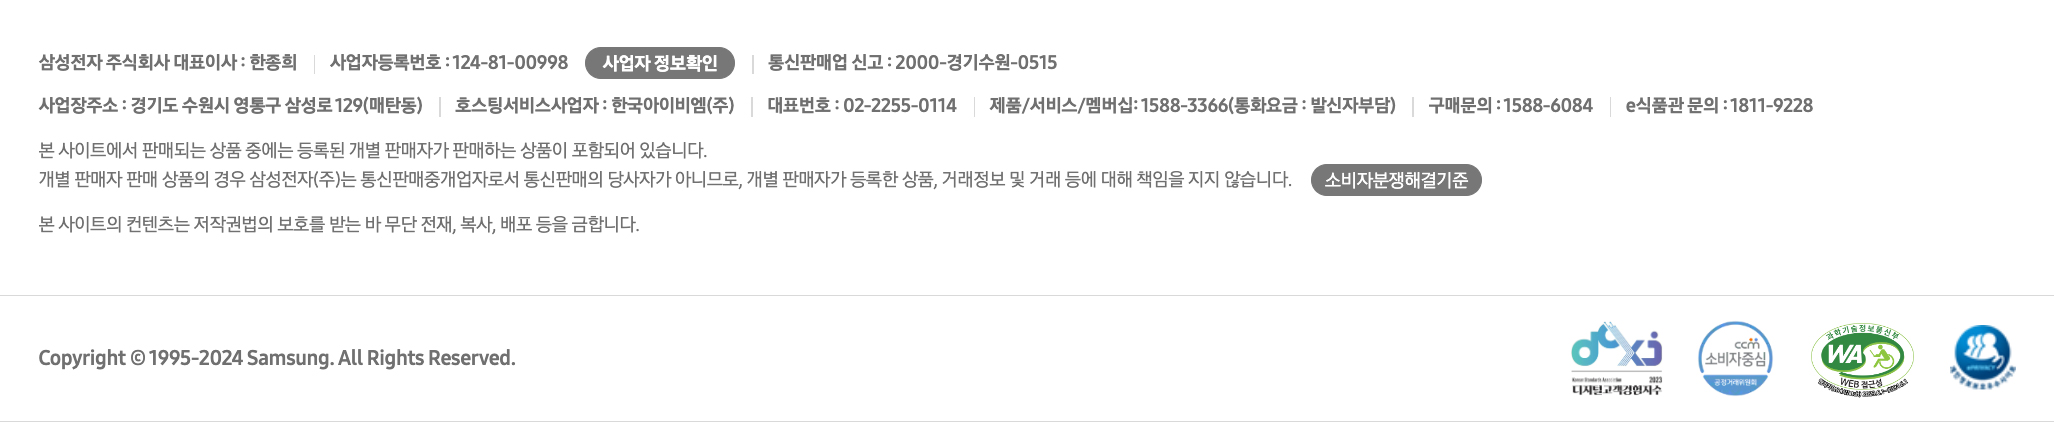 삼성전자 주식회사 대표이사 : 한종희 사업자등록번호 : 124-81-00998 사업자 정보확인 통신판매업 신고 : 2000-경기수원-0515
사업장주소 : 경기도 수원시 영통구 삼성로 129(매탄동) 호스팅서비스사업자 : 한국아이비엠(주) 대표번호 : 02-2255-0114 제품/서비스/멤버십: 1588-3366(통화요금 : 발신자부담) 구매문의 : 1588-6084 e식품관 문의 : 1811-9228
본 사이트에서 판매되는 상품 중에는 등록된 개별 판매자가 판매하는 상품이 포함되어 있습니다.
개별 판매자 판매 상품의 경우 삼성전자(주)는 통신판매중개업자로서 통신판매의 당사자가 아니므로, 개별 판매자가 등록한 상품, 거래정보 및 거래 등에 대해 책임을 지지 않습니다. 소비자분쟁해결기준
본 사이트의 컨텐츠는 저작권법의 보호를 받는 바 무단 전재, 복사, 배포 등을 금합니다.
Copyright © 1995-2024 Samsung. All Rights Reserved.
dcxi
2023
디지털고객경험지수
ccm
소비자중심
공정거래위원회
과학기술정보통신부
WA
WEB 접근성
ePRIVACY
개인정보보호우수사이트